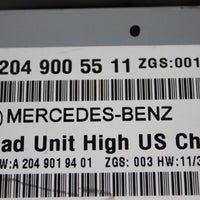 204 900 55 11 ZGS:001
MERCEDES-BENZ
ad Unit High US Ch
W:A 204 901 94 01 ZGS: 003 HW:11/3